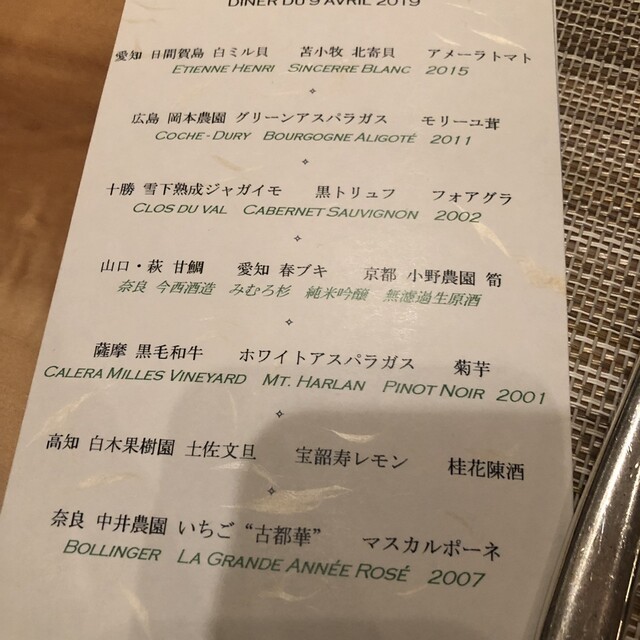 DINER DU 9 AVRIL 2019
愛知 日間賀島 白ミル貝　苫小牧 北寄貝　アメーラトマト
ETIENNE HENRI SINCERRE BLANC 2015
広島 岡本農園 グリーンアスパラガス　モリーユ茸
COCHE-DURY BOURGOGNE ALIGOTÉ 2011
十勝 雪下熟成ジャガイモ　黒トリュフ　フォアグラ
CLOS DU VAL CABERNET SAUVIGNON 2002
山口・萩 甘鯛　愛知 春ブキ　京都 小野農園 筍
奈良 今西酒造 みむろ杉 純米吟醸 無濾過生原酒
薩摩 黒毛和牛　ホワイトアスパラガス　菊芋
CALERA MILLES VINEYARD MT. HARLAN PINOT NOIR 2001
高知 白木果樹園 土佐文旦　宝韶寿レモン　桂花陳酒
奈良 中井農園 いちご “古都華”　マスカルポーネ
BOLLINGER LA GRANDE ANNÉE ROSÉ 2007